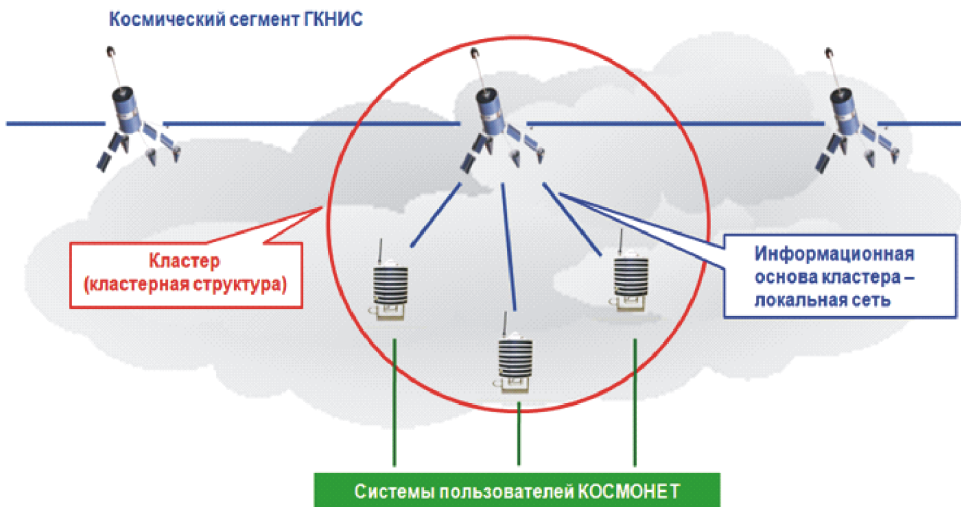 Космический сегмент ГКНИС
Кластер
(кластерная структура)
Информационная
основа кластера –
локальная сеть
Системы пользователей КОСМОНЕТ